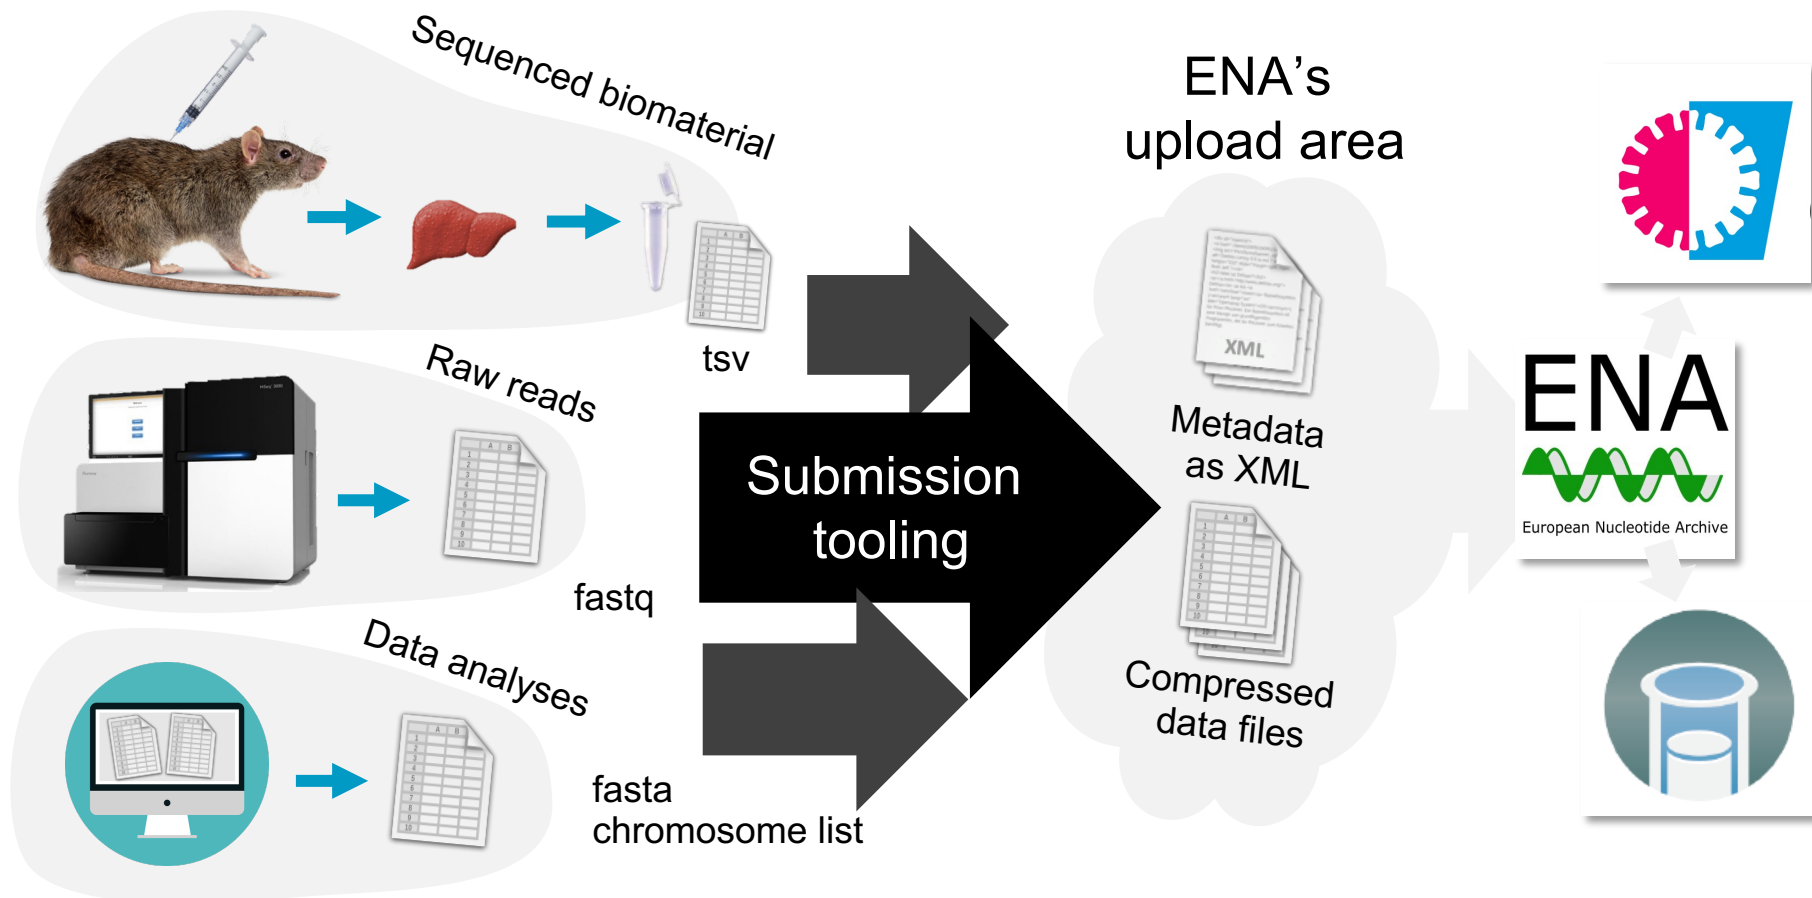 Sequenced biomaterial
tsv
Raw reads
fastq
Data analyses
fasta
chromosome list
Submission
tooling
ENA's
upload area
XML
Metadata
as XML
Compressed
data files
ENA
European Nucleotide Archive